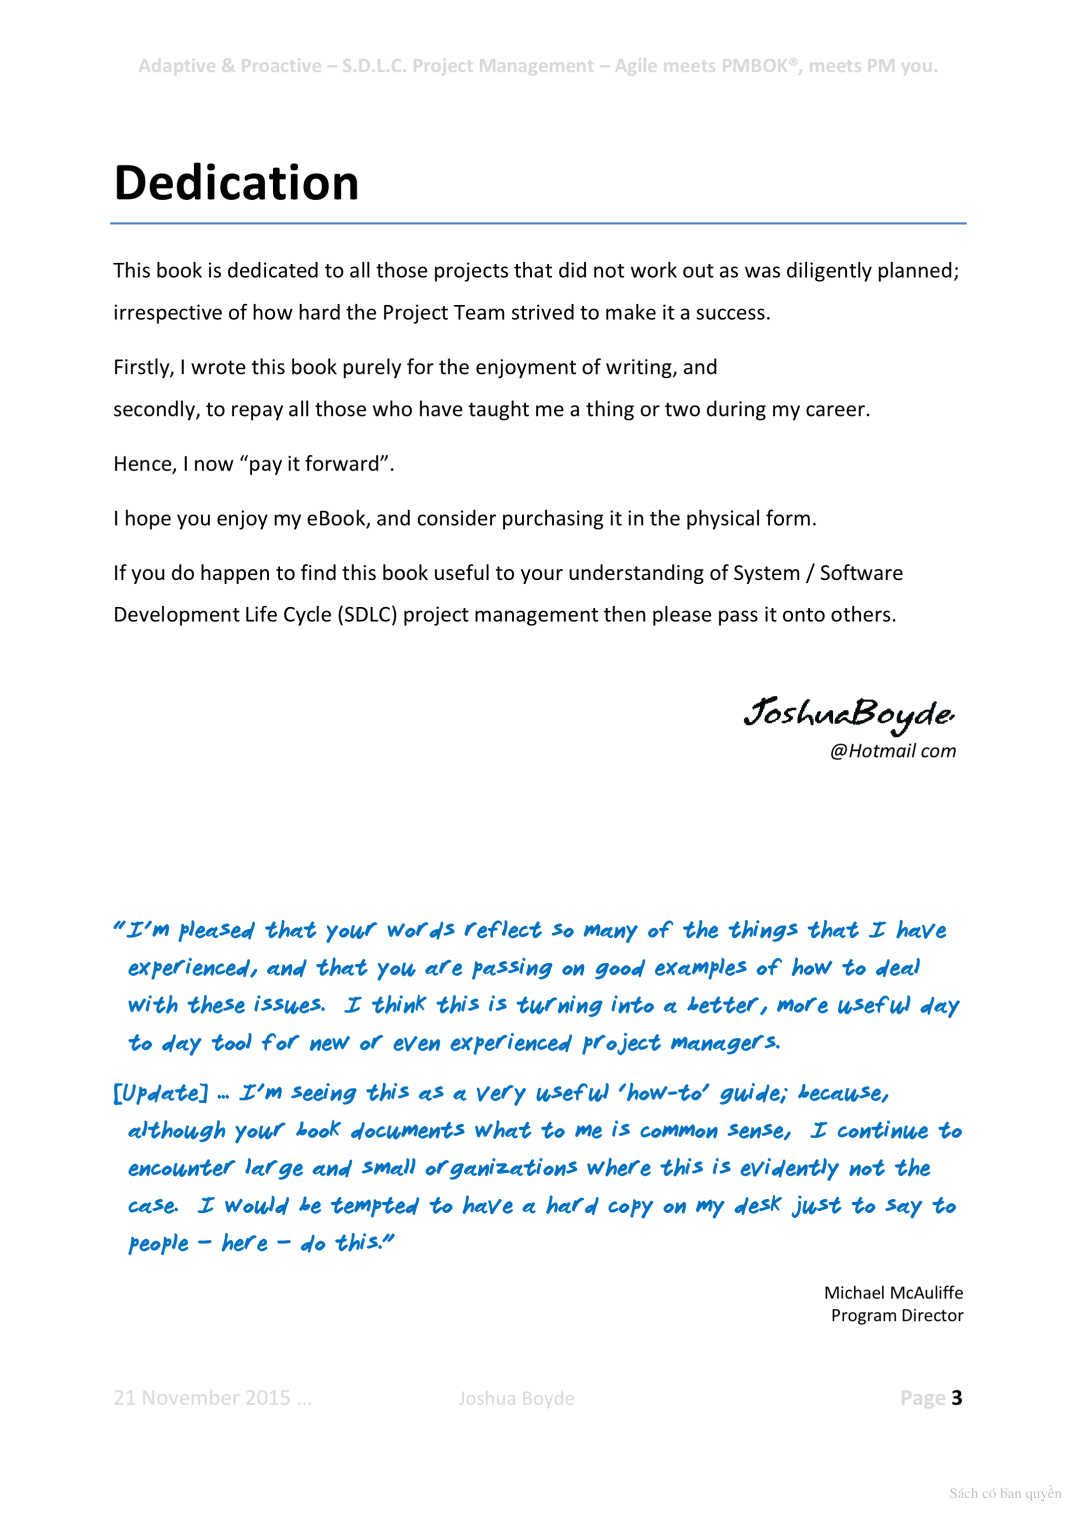 Adaptive & Proactive – S.D.L.C. Project Management – Agile meets PMBOK®, meets PM you.
Dedication
This book is dedicated to all those projects that did not work out as was diligently planned;
irrespective of how hard the Project Team strived to make it a success.
Firstly, I wrote this book purely for the enjoyment of writing, and
secondly, to repay all those who have taught me a thing or two during my career.
Hence, I now “pay it forward”.
I hope you enjoy my eBook, and consider purchasing it in the physical form.
If you do happen to find this book useful to your understanding of System / Software
Development Life Cycle (SDLC) project management then please pass it onto others.
JoshuaBoyde
@Hotmail com
“I’m pleased that your words reflect so many of the things that I have
experienced, and that you are passing on good examples of how to deal
with these issues. I think this is turning into a better, more useful day
to day tool for new or even experienced project managers.
[Update] … I’m seeing this as a very useful ‘how-to’ guide; because,
although your book documents what to me is common sense, I continue to
encounter large and small organizations where this is evidently not the
case. I would be tempted to have a hard copy on my desk just to say to
people – here – do this.”
Michael McAuliffe
Program Director
21 November 2015 … Joshua Boyde Page 3
Sách có bản quyền